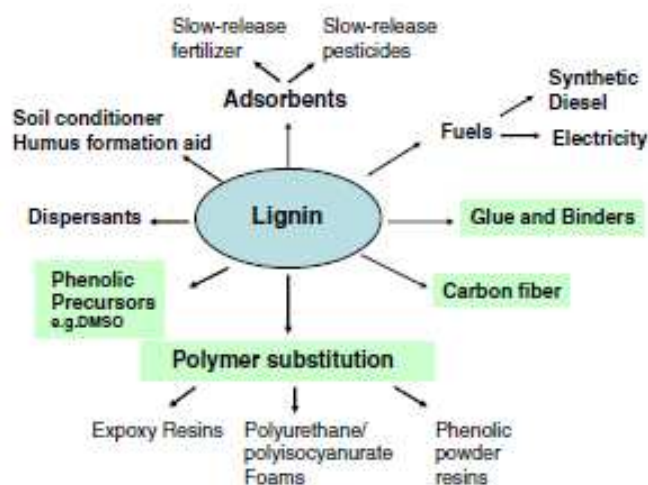 Slow-release
fertilizer
Slow-release
pesticides
Adsorbents
Synthetic
Diesel
Fuels
Electricity
Soil conditioner
Humus formation aid
Lignin
Dispersants
Glue and Binders
Phenolic
Precursors
e.g.DMSO
Carbon fiber
Polymer substitution
Expoxy Resins
Polyurethane/
polyisocyanurate
Foams
Phenolic
powder
resins